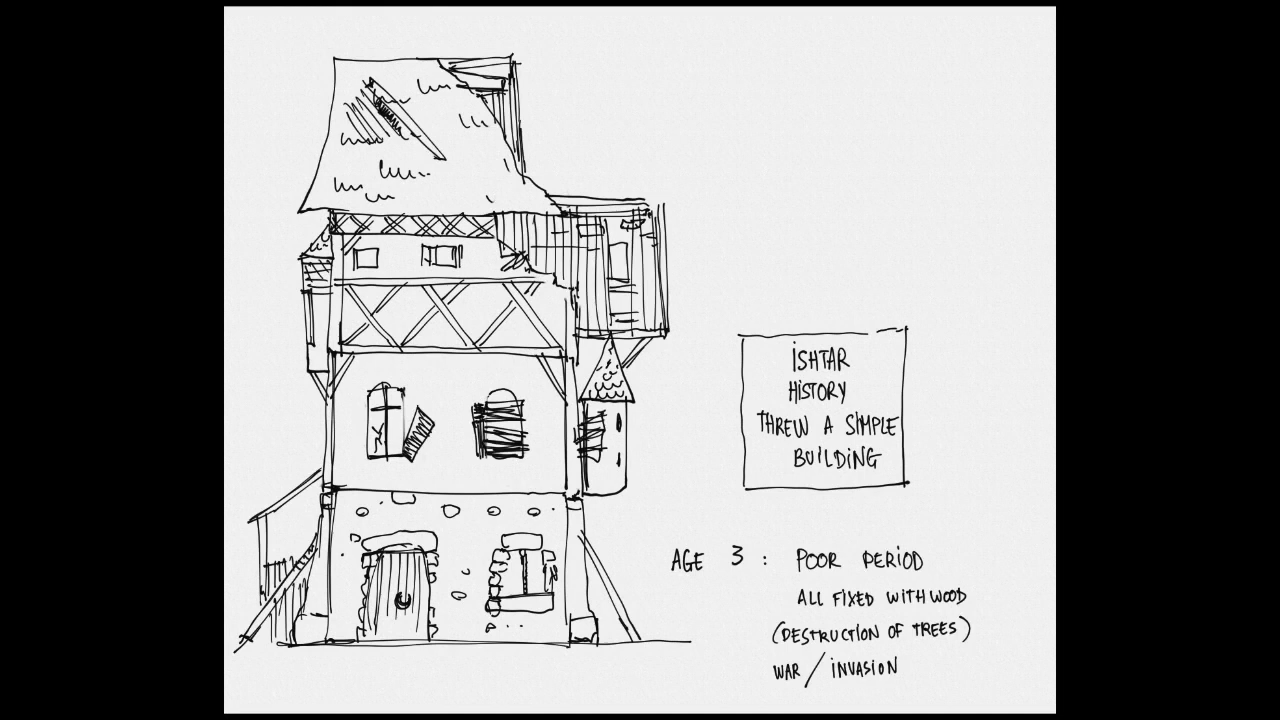 ISHTAR
HISTORY
THREW A SIMPLE
BUILDING
AGE 3 : POOR PERIOD
ALL FIXED WITH WOOD
(DESTRUCTION OF TREES)
WAR / INVASION